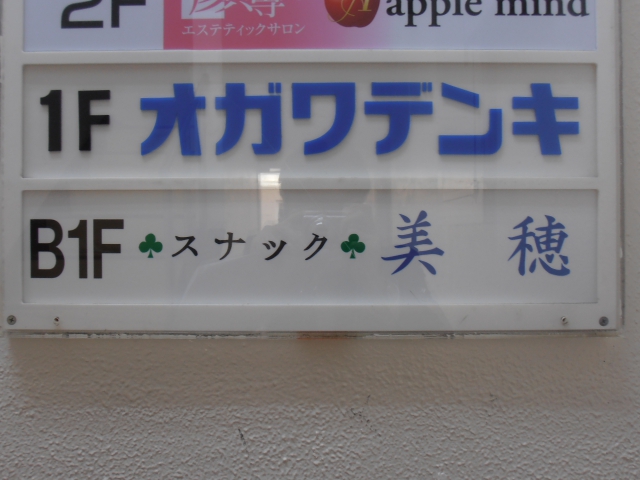 2F エステティックサロン apple mind
1F オガワデンキ
B1F ♣スナック♣ 美 穂